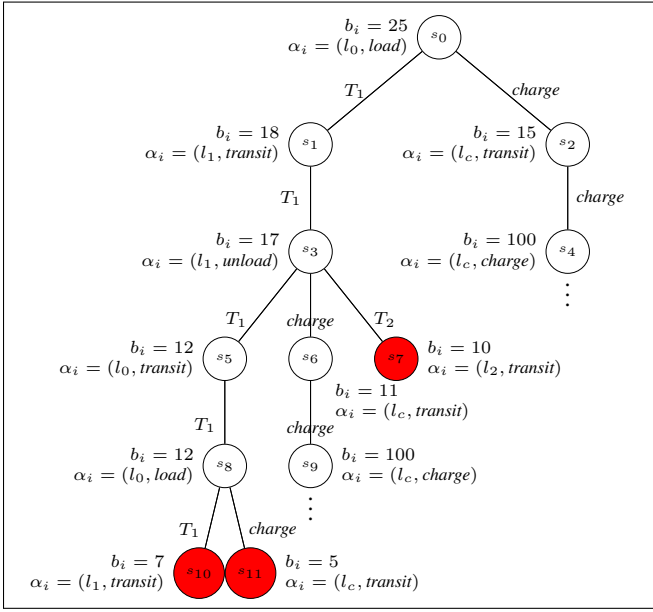 b_i = 25
α_i = (l_0, load)
s_0
T_1
charge
b_i = 18
α_i = (l_1, transit)
s_1
b_i = 15
α_i = (l_c, transit)
s_2
T_1
charge
b_i = 17
α_i = (l_1, unload)
s_3
b_i = 100
α_i = (l_c, charge)
s_4
⋮
T_1
charge
T_2
b_i = 12
α_i = (l_0, transit)
s_5
s_6
b_i = 11
α_i = (l_c, transit)
s_7
b_i = 10
α_i = (l_2, transit)
T_1
charge
b_i = 12
α_i = (l_0, load)
s_8
s_9
b_i = 100
α_i = (l_c, charge)
⋮
T_1
charge
b_i = 7
α_i = (l_1, transit)
s_10
s_11
b_i = 5
α_i = (l_c, transit)